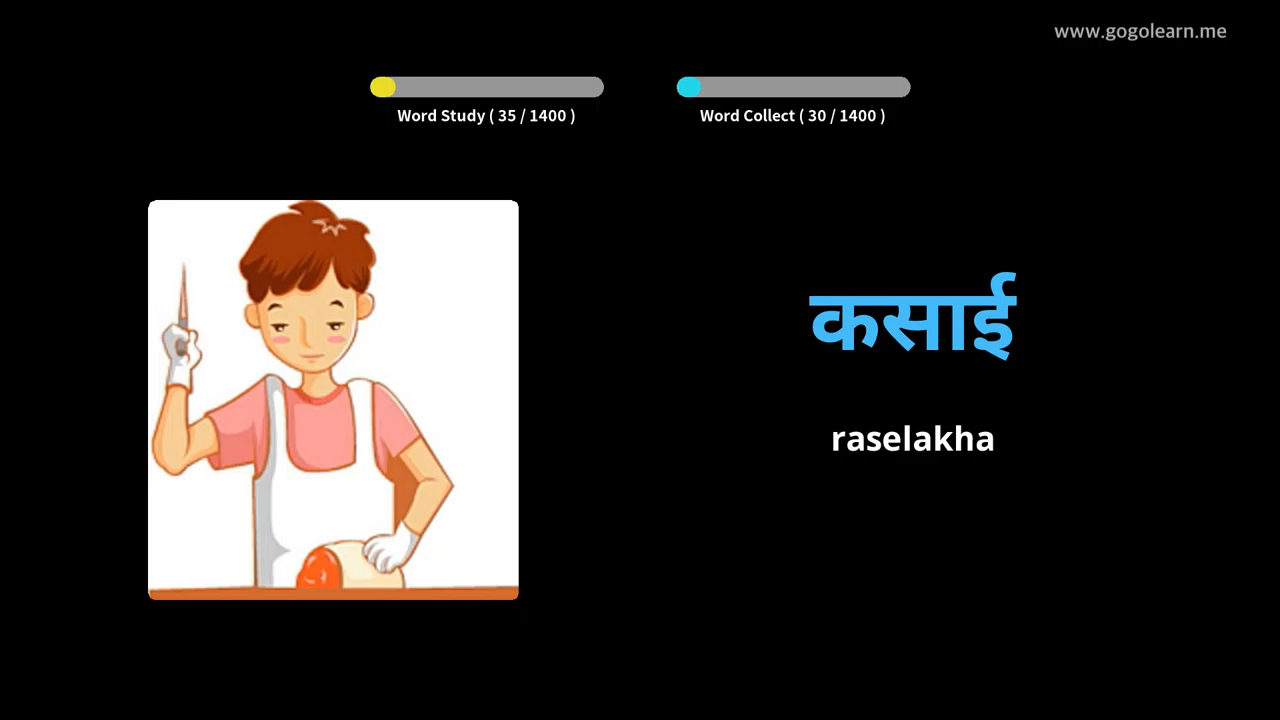 www.gogolearn.me
Word Study ( 35 / 1400 )
Word Collect ( 30 / 1400 )
कसाई
raselakha